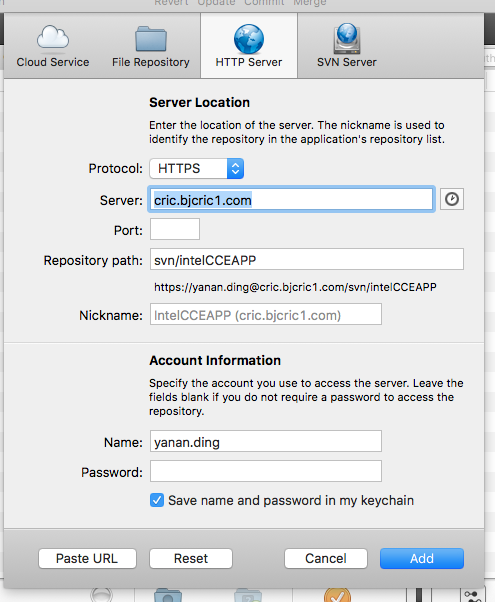 Revert Update Commit Merge
Cloud Service File Repository HTTP Server SVN Server
Server Location
Enter the location of the server. The nickname is used to
identify the repository in the application's repository list.
Protocol: HTTPS
Server: cric.bjcric1.com
Port:
Repository path: svn/intelCCEAPP
https://yanan.ding@cric.bjcric1.com/svn/intelCCEAPP
Nickname: IntelCCEAPP (cric.bjcric1.com)
Account Information
Specify the account you use to access the server. Leave the
fields blank if you do not require a password to access the
repository.
Name: yanan.ding
Password:
Save name and password in my keychain
Paste URL Reset Cancel Add